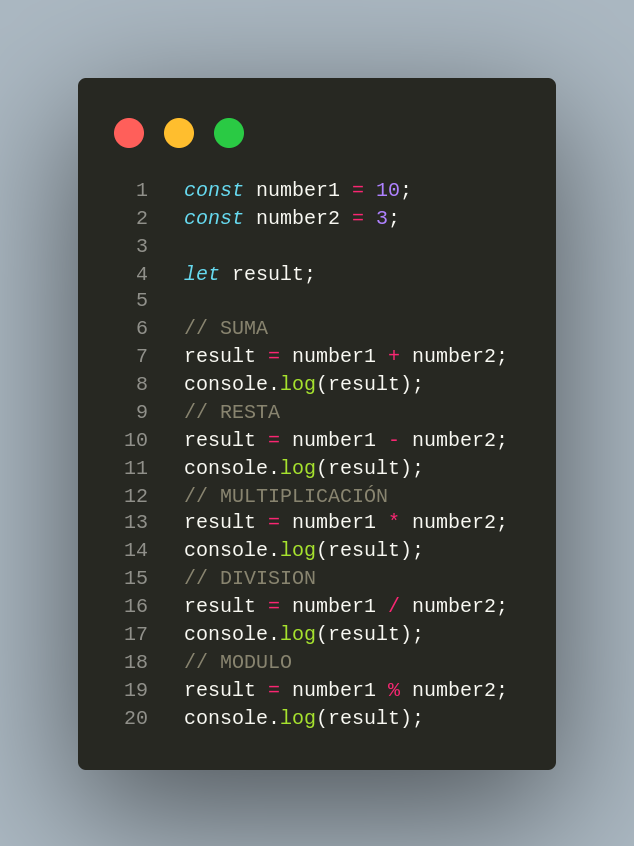 1 const number1 = 10;
2 const number2 = 3;
3
4 let result;
5
6 // SUMA
7 result = number1 + number2;
8 console.log(result);
9 // RESTA
10 result = number1 - number2;
11 console.log(result);
12 // MULTIPLICACIÓN
13 result = number1 * number2;
14 console.log(result);
15 // DIVISION
16 result = number1 / number2;
17 console.log(result);
18 // MODULO
19 result = number1 % number2;
20 console.log(result);